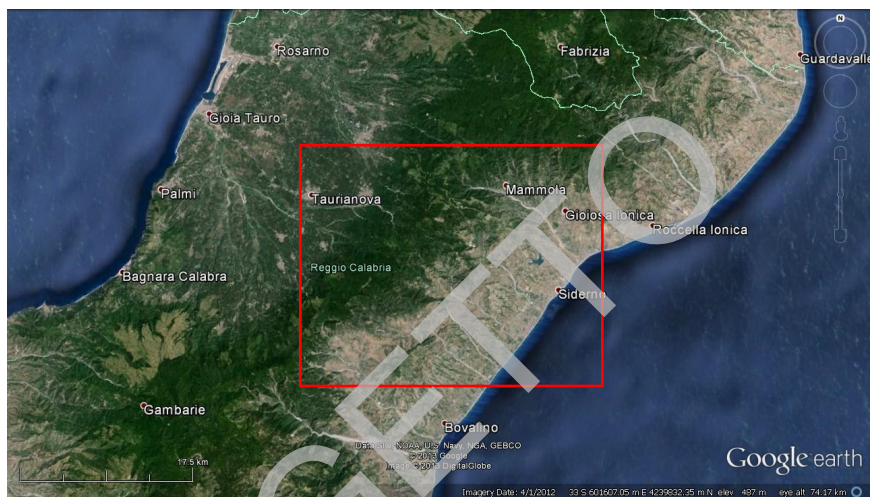 N
Rosarno
Fabrizia
Guardavalle
Gioia Tauro
Palmi
Taurianova
Mammola
Gioiosa Ionica
Roccella Ionica
Reggio Calabria
Bagnara Calabra
Siderno
Gambarie
Bovalino
Data SIO, NOAA, U.S. Navy, NGA, GEBCO
© 2013 Google
Image © 2013 DigitalGlobe
17.5 km
Google earth
Imagery Date: 4/1/2012 33 S 601607.05 m E 4239832.35 m N elev 487 m eye alt 74.17 km
CETTO